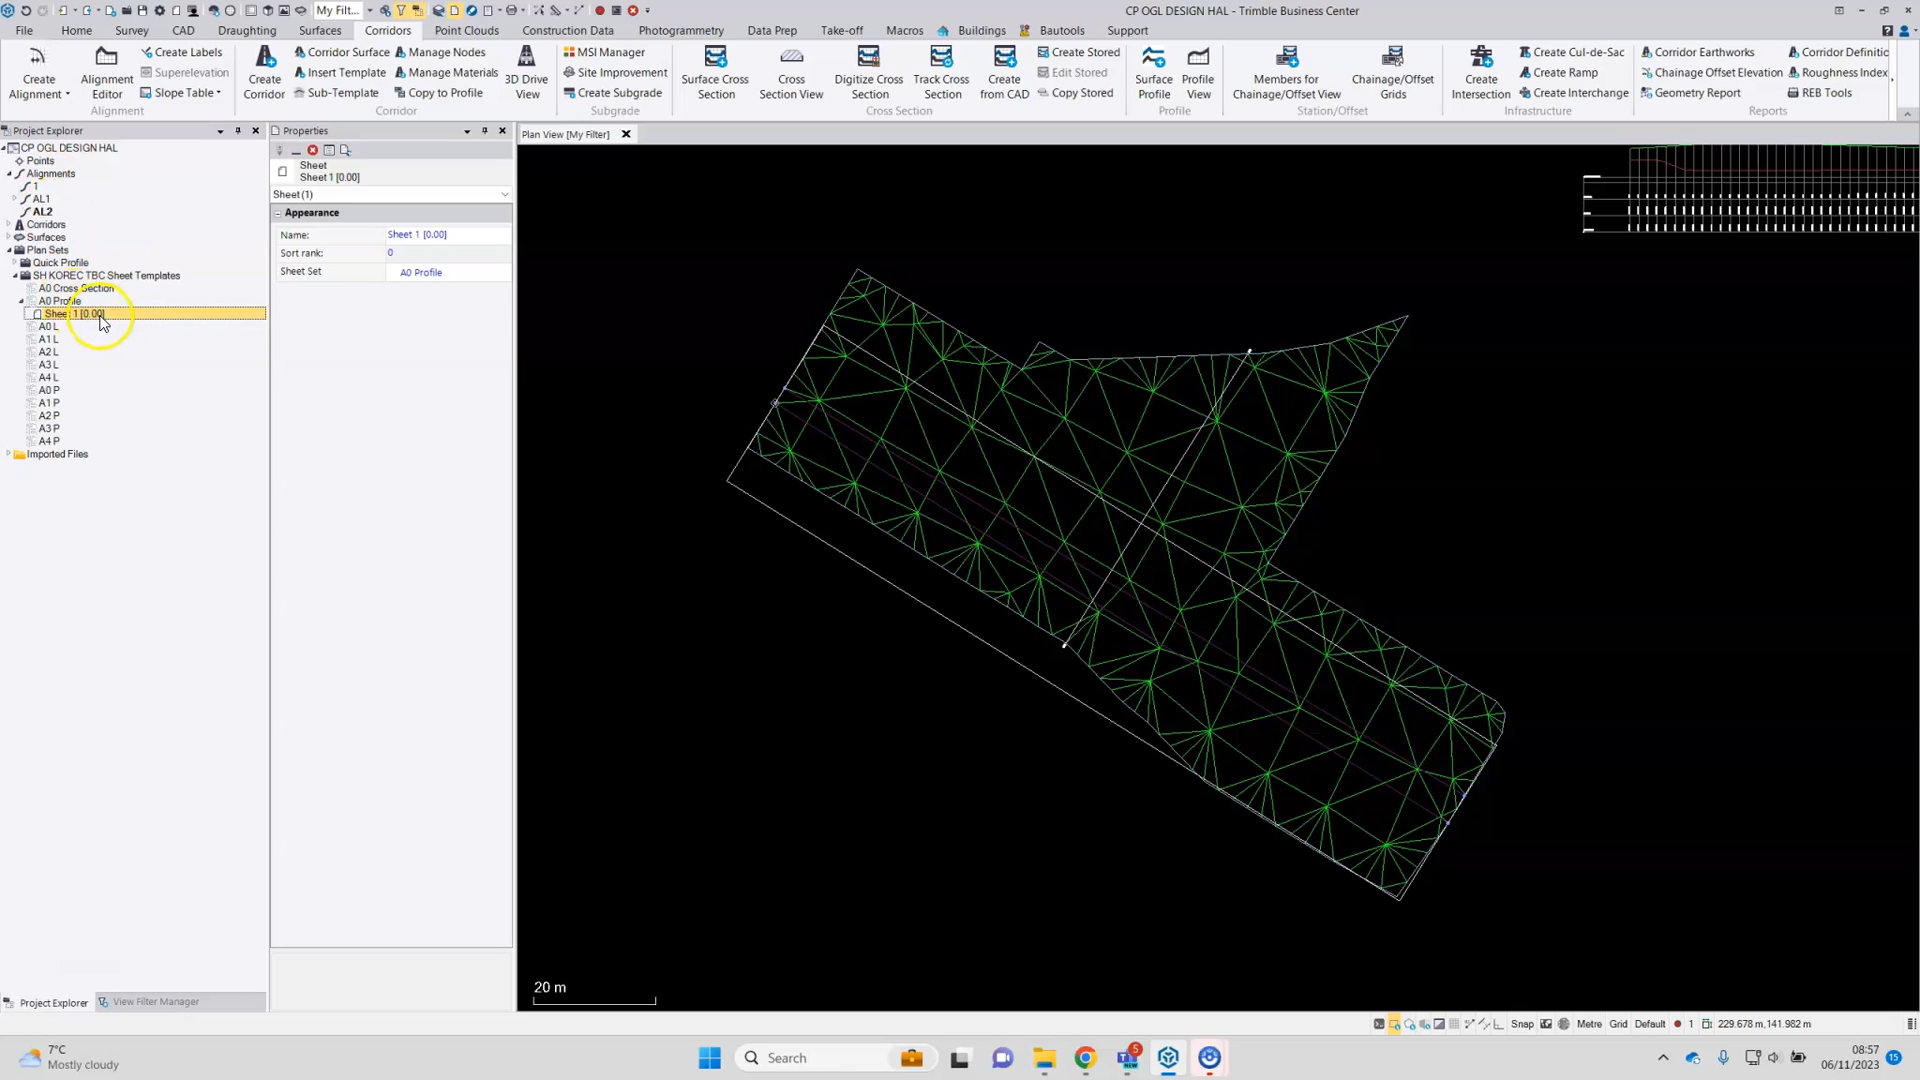 My Filt...
CP OGL DESIGN HAL - Trimble Business Center
File
Home
Survey
CAD
Draughting
Surfaces
Corridors
Point Clouds
Construction Data
Photogrammetry
Data Prep
Take-off
Macros
Buildings
Bautools
Support
Create Alignment
Alignment Editor
Create Labels
Superelevation
Slope Table
Alignment
Create Corridor
Corridor Surface
Insert Template
Sub-Template
Manage Nodes
Manage Materials
Copy to Profile
3D Drive View
Corridor
MSI Manager
Site Improvement
Create Subgrade
Subgrade
Surface Cross Section
Cross Section View
Digitize Cross Section
Track Cross Section
Create from CAD
Create Stored
Edit Stored
Copy Stored
Cross Section
Surface Profile
Profile View
Profile
Members for Chainage/Offset View
Chainage/Offset Grids
Station/Offset
Create Intersection
Create Cul-de-Sac
Create Ramp
Create Interchange
Infrastructure
Corridor Earthworks
Chainage Offset Elevation
Geometry Report
Corridor Definitic
Roughness Index
REB Tools
Reports
Project Explorer
CP OGL DESIGN HAL
Points
Alignments
1
AL1
AL2
Corridors
Surfaces
Plan Sets
Quick Profile
SH KOREC TBC Sheet Templates
A0 Cross Section
A0 Profile
Sheet 1 [0.00]
A0 L
A1 L
A2 L
A3 L
A4 L
A0 P
A1 P
A2 P
A3 P
A4 P
Imported Files
Project Explorer
View Filter Manager
Properties
Sheet
Sheet 1 [0.00]
Sheet (1)
Appearance
Name: Sheet 1 [0.00]
Sort rank: 0
Sheet Set A0 Profile
Plan View [My Filter]
20 m
Snap
Metre
Grid
Default
1
229.678 m,141.982 m
7°C
Mostly cloudy
Search
5
NEW
08:57
06/11/2023
15